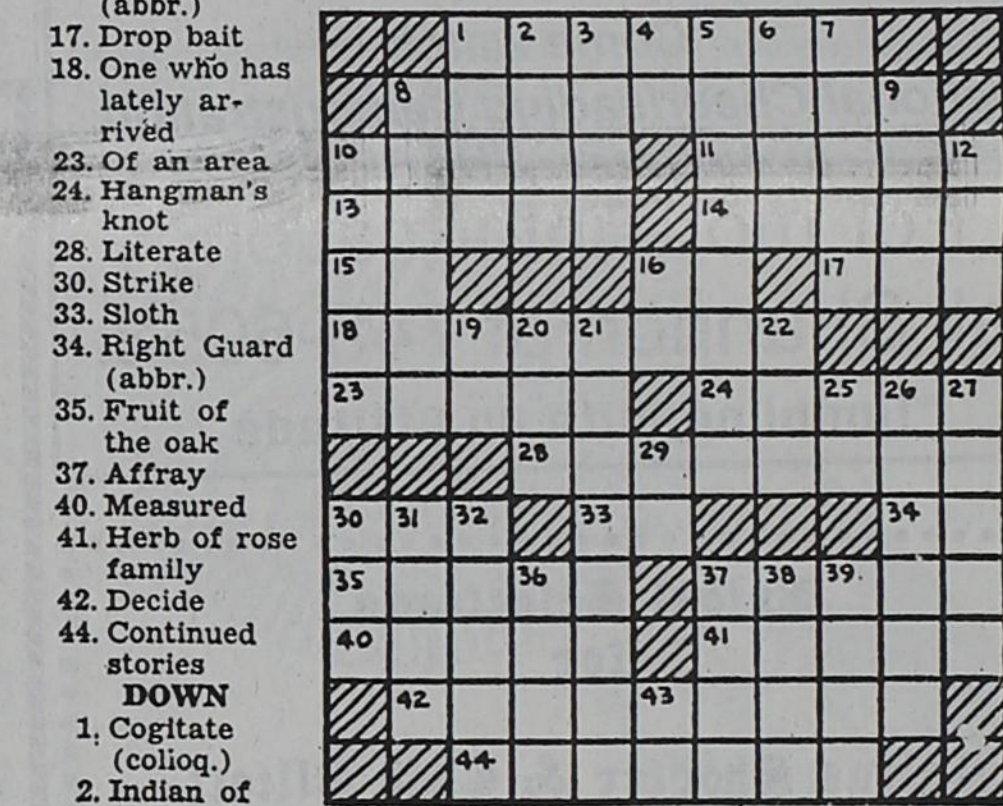 (abbr.)
17. Drop bait
18. One who has
lately ar-
rived
23. Of an area
24. Hangman's
knot
28. Literate
30. Strike
33. Sloth
34. Right Guard
(abbr.)
35. Fruit of
the oak
37. Affray
40. Measured
41. Herb of rose
family
42. Decide
44. Continued
stories
DOWN
1. Cogitate
(colioq.)
2. Indian of
1 2 3 4 5 6 7
8 9
10 11 12
13 14
15 16 17
18 19 20 21 22
23 24 25 26 27
28 29
30 31 32 33 34
35 36 37 38 39
40 41
42 43
44